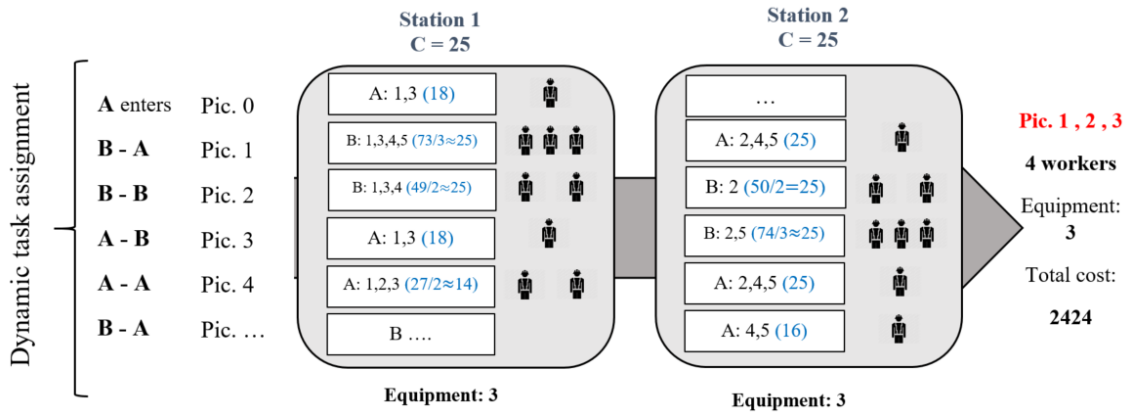 Station 1
C = 25
Station 2
C = 25
Dynamic task assignment
A enters Pic. 0
B - A Pic. 1
B - B Pic. 2
A - B Pic. 3
A - A Pic. 4
B - A Pic. …
A: 1,3 (18)
B: 1,3,4,5 (73/3≈25)
B: 1,3,4 (49/2≈25)
A: 1,3 (18)
A: 1,2,3 (27/2≈14)
B ….
Equipment: 3
…
A: 2,4,5 (25)
B: 2 (50/2=25)
B: 2,5 (74/3≈25)
A: 2,4,5 (25)
A: 4,5 (16)
Equipment: 3
Pic. 1 , 2 , 3
4 workers
Equipment:
3
Total cost:
2424